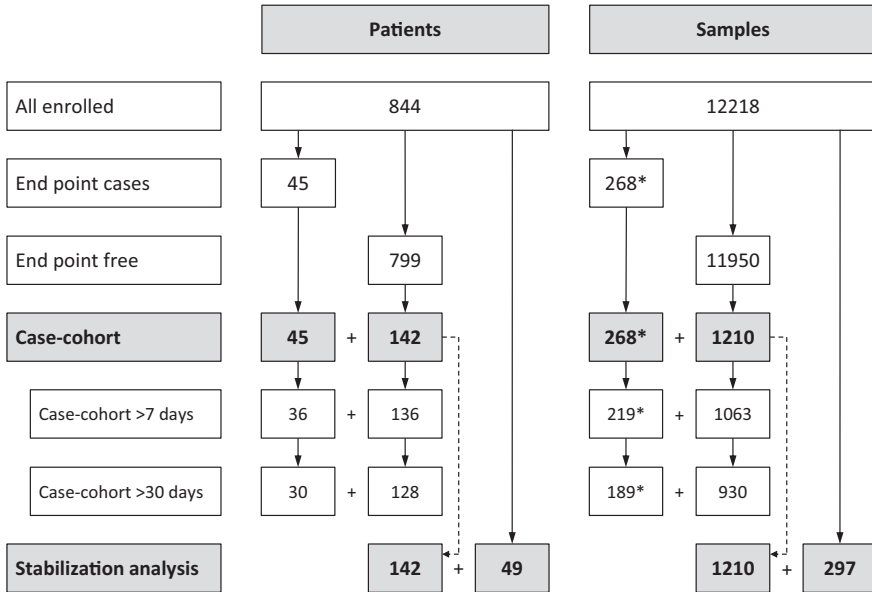 Patients Samples
All enrolled 844 12218
End point cases 45 268*
End point free 799 11950
Case-cohort 45 + 142 268* + 1210
Case-cohort >7 days 36 + 136 219* + 1063
Case-cohort >30 days 30 + 128 189* + 930
Stabilization analysis 142 + 49 1210 + 297